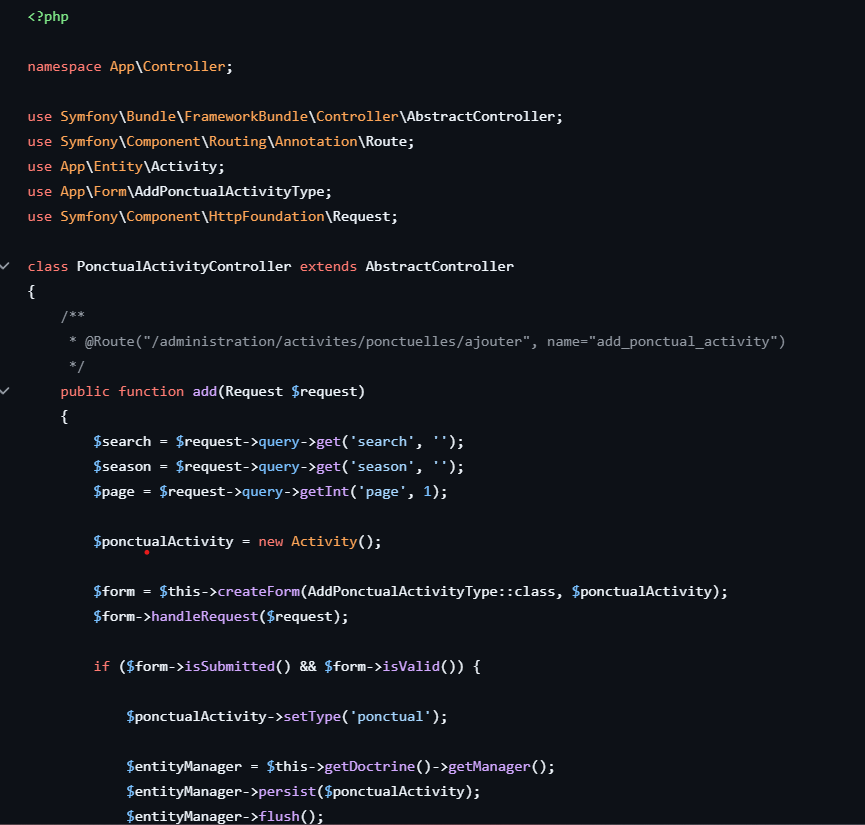 <?php
namespace App\Controller;
use Symfony\Bundle\FrameworkBundle\Controller\AbstractController;
use Symfony\Component\Routing\Annotation\Route;
use App\Entity\Activity;
use App\Form\AddPonctualActivityType;
use Symfony\Component\HttpFoundation\Request;
class PonctualActivityController extends AbstractController
{
/**
* @Route("/administration/activites/ponctuelles/ajouter", name="add_ponctual_activity")
*/
public function add(Request $request)
{
$search = $request->query->get('search', '');
$season = $request->query->get('season', '');
$page = $request->query->getInt('page', 1);
$ponctualActivity = new Activity();
$form = $this->createForm(AddPonctualActivityType::class, $ponctualActivity);
$form->handleRequest($request);
if ($form->isSubmitted() && $form->isValid()) {
$ponctualActivity->setType('ponctual');
$entityManager = $this->getDoctrine()->getManager();
$entityManager->persist($ponctualActivity);
$entityManager->flush();